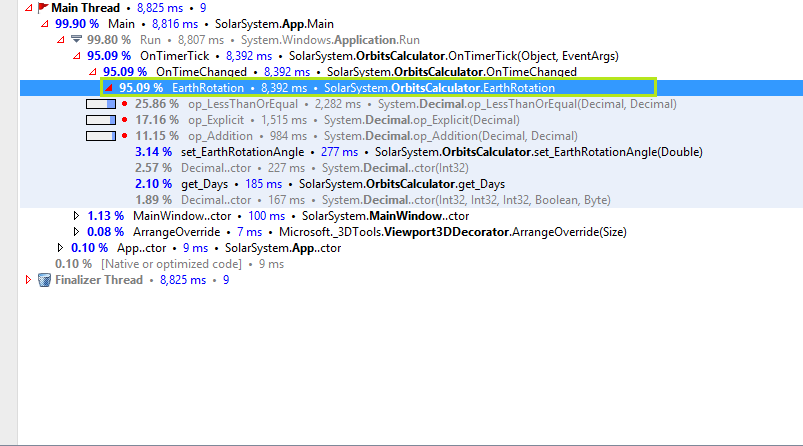 Main Thread • 8,825 ms • 9
99.90 % Main • 8,816 ms • SolarSystem.App.Main
99.80 % Run • 8,807 ms • System.Windows.Application.Run
95.09 % OnTimerTick • 8,392 ms • SolarSystem.OrbitsCalculator.OnTimerTick(Object, EventArgs)
95.09 % OnTimeChanged • 8,392 ms • SolarSystem.OrbitsCalculator.OnTimeChanged
95.09 % EarthRotation • 8,392 ms • SolarSystem.OrbitsCalculator.EarthRotation
25.86 % op_LessThanOrEqual • 2,282 ms • System.Decimal.op_LessThanOrEqual(Decimal, Decimal)
17.16 % op_Explicit • 1,515 ms • System.Decimal.op_Explicit(Decimal)
11.15 % op_Addition • 984 ms • System.Decimal.op_Addition(Decimal, Decimal)
3.14 % set_EarthRotationAngle • 277 ms • SolarSystem.OrbitsCalculator.set_EarthRotationAngle(Double)
2.57 % Decimal..ctor • 227 ms • System.Decimal..ctor(Int32)
2.10 % get_Days • 185 ms • SolarSystem.OrbitsCalculator.get_Days
1.89 % Decimal..ctor • 167 ms • System.Decimal..ctor(Int32, Int32, Int32, Boolean, Byte)
1.13 % MainWindow..ctor • 100 ms • SolarSystem.MainWindow..ctor
0.08 % ArrangeOverride • 7 ms • Microsoft._3DTools.Viewport3DDecorator.ArrangeOverride(Size)
0.10 % App..ctor • 9 ms • SolarSystem.App..ctor
0.10 % [Native or optimized code] • 9 ms
Finalizer Thread • 8,825 ms • 9